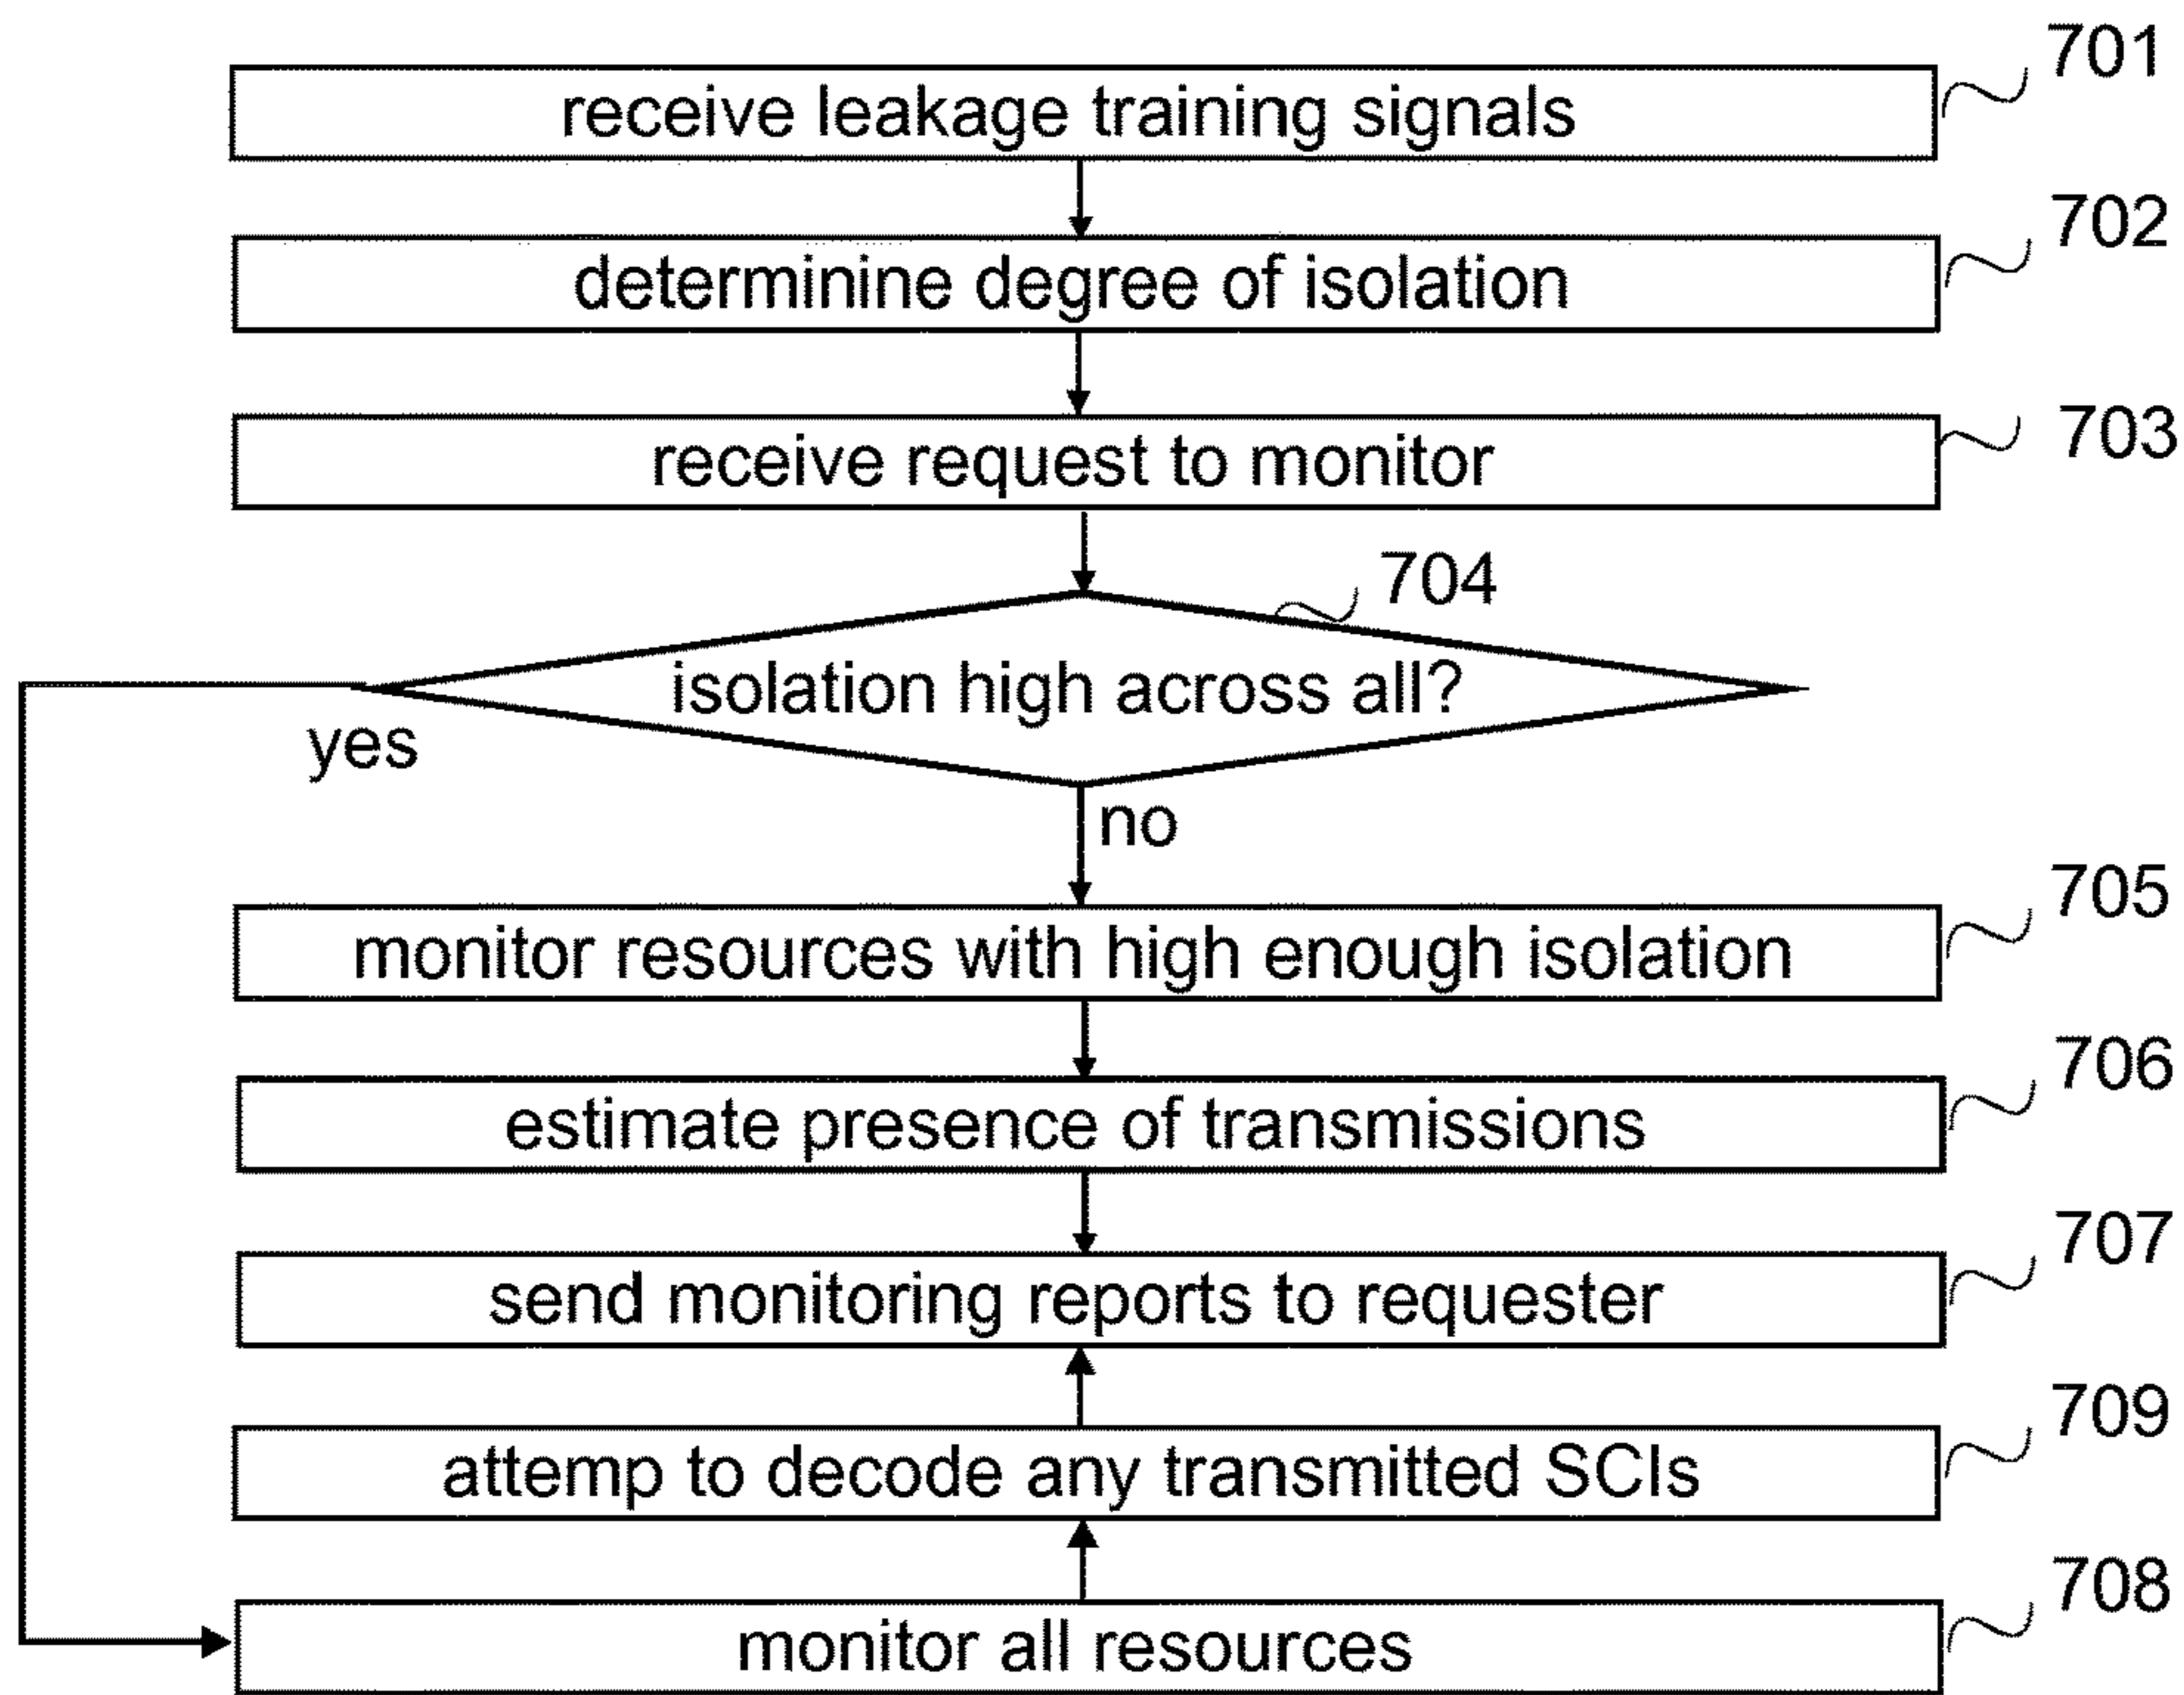 701
receive leakage training signals
702
determinine degree of isolation
703
receive request to monitor
704
isolation high across all?
yes
no
705
monitor resources with high enough isolation
706
estimate presence of transmissions
707
send monitoring reports to requester
709
attemp to decode any transmitted SCIs
708
monitor all resources